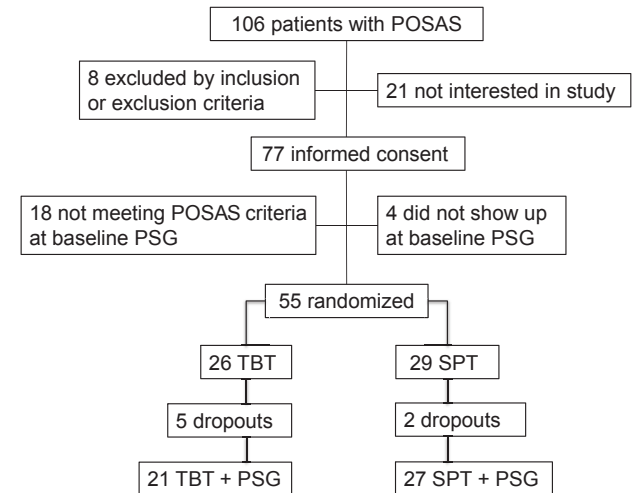 106 patients with POSAS
8 excluded by inclusion
or exclusion criteria
21 not interested in study
77 informed consent
18 not meeting POSAS criteria
at baseline PSG
4 did not show up
at baseline PSG
55 randomized
26 TBT
29 SPT
5 dropouts
2 dropouts
21 TBT + PSG
27 SPT + PSG